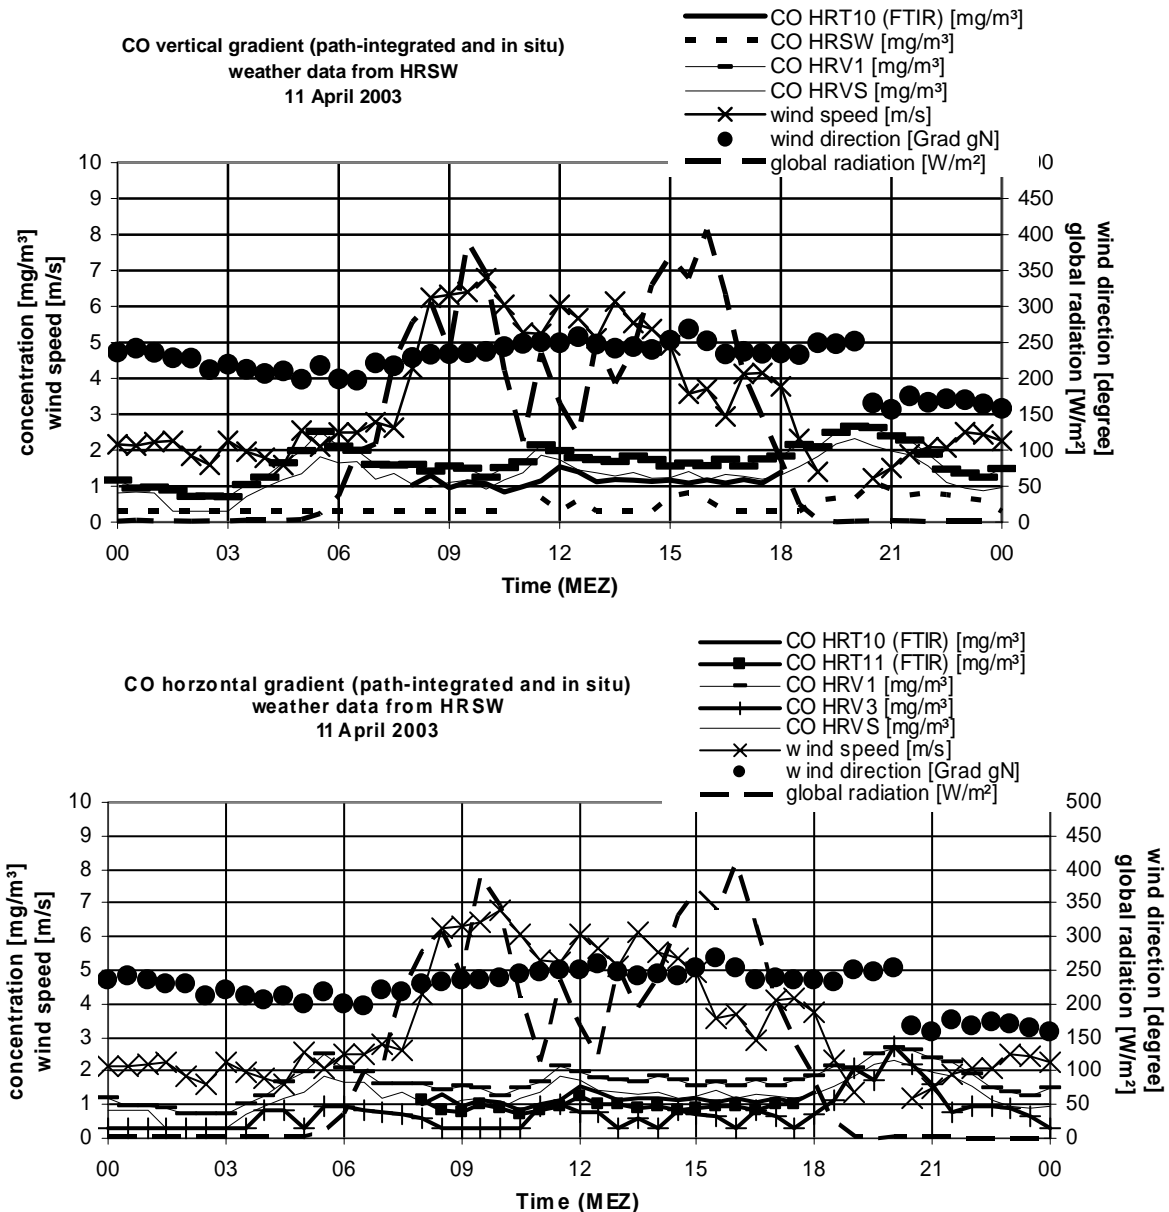 CO HRT10 (FTIR) [mg/m³]
CO HRSW [mg/m³]
CO HRV1 [mg/m³]
CO HRVS [mg/m³]
wind speed [m/s]
wind direction [Grad gN]
global radiation [W/m²]
CO vertical gradient (path-integrated and in situ)
weather data from HRSW
11 April 2003
concentration [mg/m³]
wind speed [m/s]
10
9
8
7
6
5
4
3
2
1
0
00
03
06
09
12
15
18
21
00
Time (MEZ)
450
400
350
300
250
200
150
100
50
0
wind direction [degree]
global radiation [W/m²]
CO HRT10 (FTIR) [mg/m³]
CO HRT11 (FTIR) [mg/m³]
CO HRV1 [mg/m³]
CO HRV3 [mg/m³]
CO HRVS [mg/m³]
wind speed [m/s]
wind direction [Grad gN]
global radiation [W/m²]
CO horzontal gradient (path-integrated and in situ)
weather data from HRSW
11 April 2003
concentration [mg/m³]
wind speed [m/s]
10
9
8
7
6
5
4
3
2
1
0
00
03
06
09
12
15
18
21
00
Time (MEZ)
500
450
400
350
300
250
200
150
100
50
0
wind direction [degree]
global radiation [W/m²]